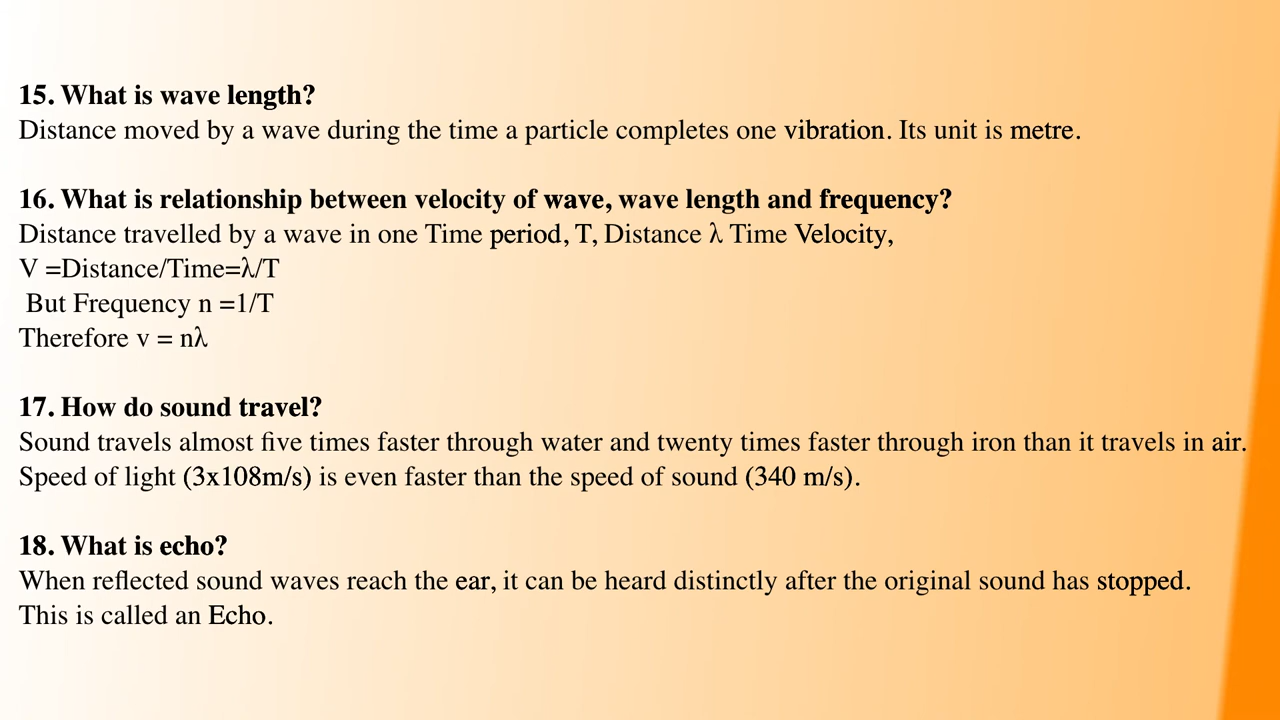 15. What is wave length?
Distance moved by a wave during the time a particle completes one vibration. Its unit is metre.
16. What is relationship between velocity of wave, wave length and frequency?
Distance travelled by a wave in one Time period, T, Distance λ Time Velocity,
V =Distance/Time=λ/T
But Frequency n =1/T
Therefore v = nλ
17. How do sound travel?
Sound travels almost five times faster through water and twenty times faster through iron than it travels in air.
Speed of light (3x108m/s) is even faster than the speed of sound (340 m/s).
18. What is echo?
When reflected sound waves reach the ear, it can be heard distinctly after the original sound has stopped.
This is called an Echo.